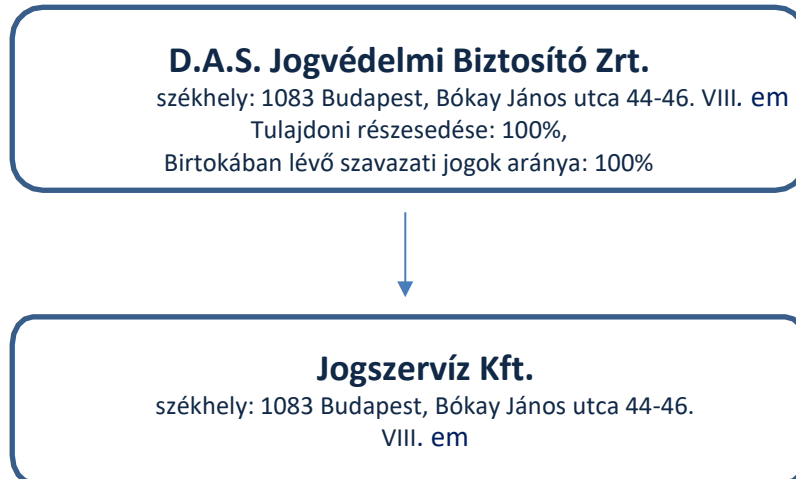 D.A.S. Jogvédelmi Biztosító Zrt.
székhely: 1083 Budapest, Bókay János utca 44-46. VIII. em
Tulajdoni részesedése: 100%,
Birtokában lévő szavazati jogok aránya: 100%
Jogszervíz Kft.
székhely: 1083 Budapest, Bókay János utca 44-46.
VIII. em